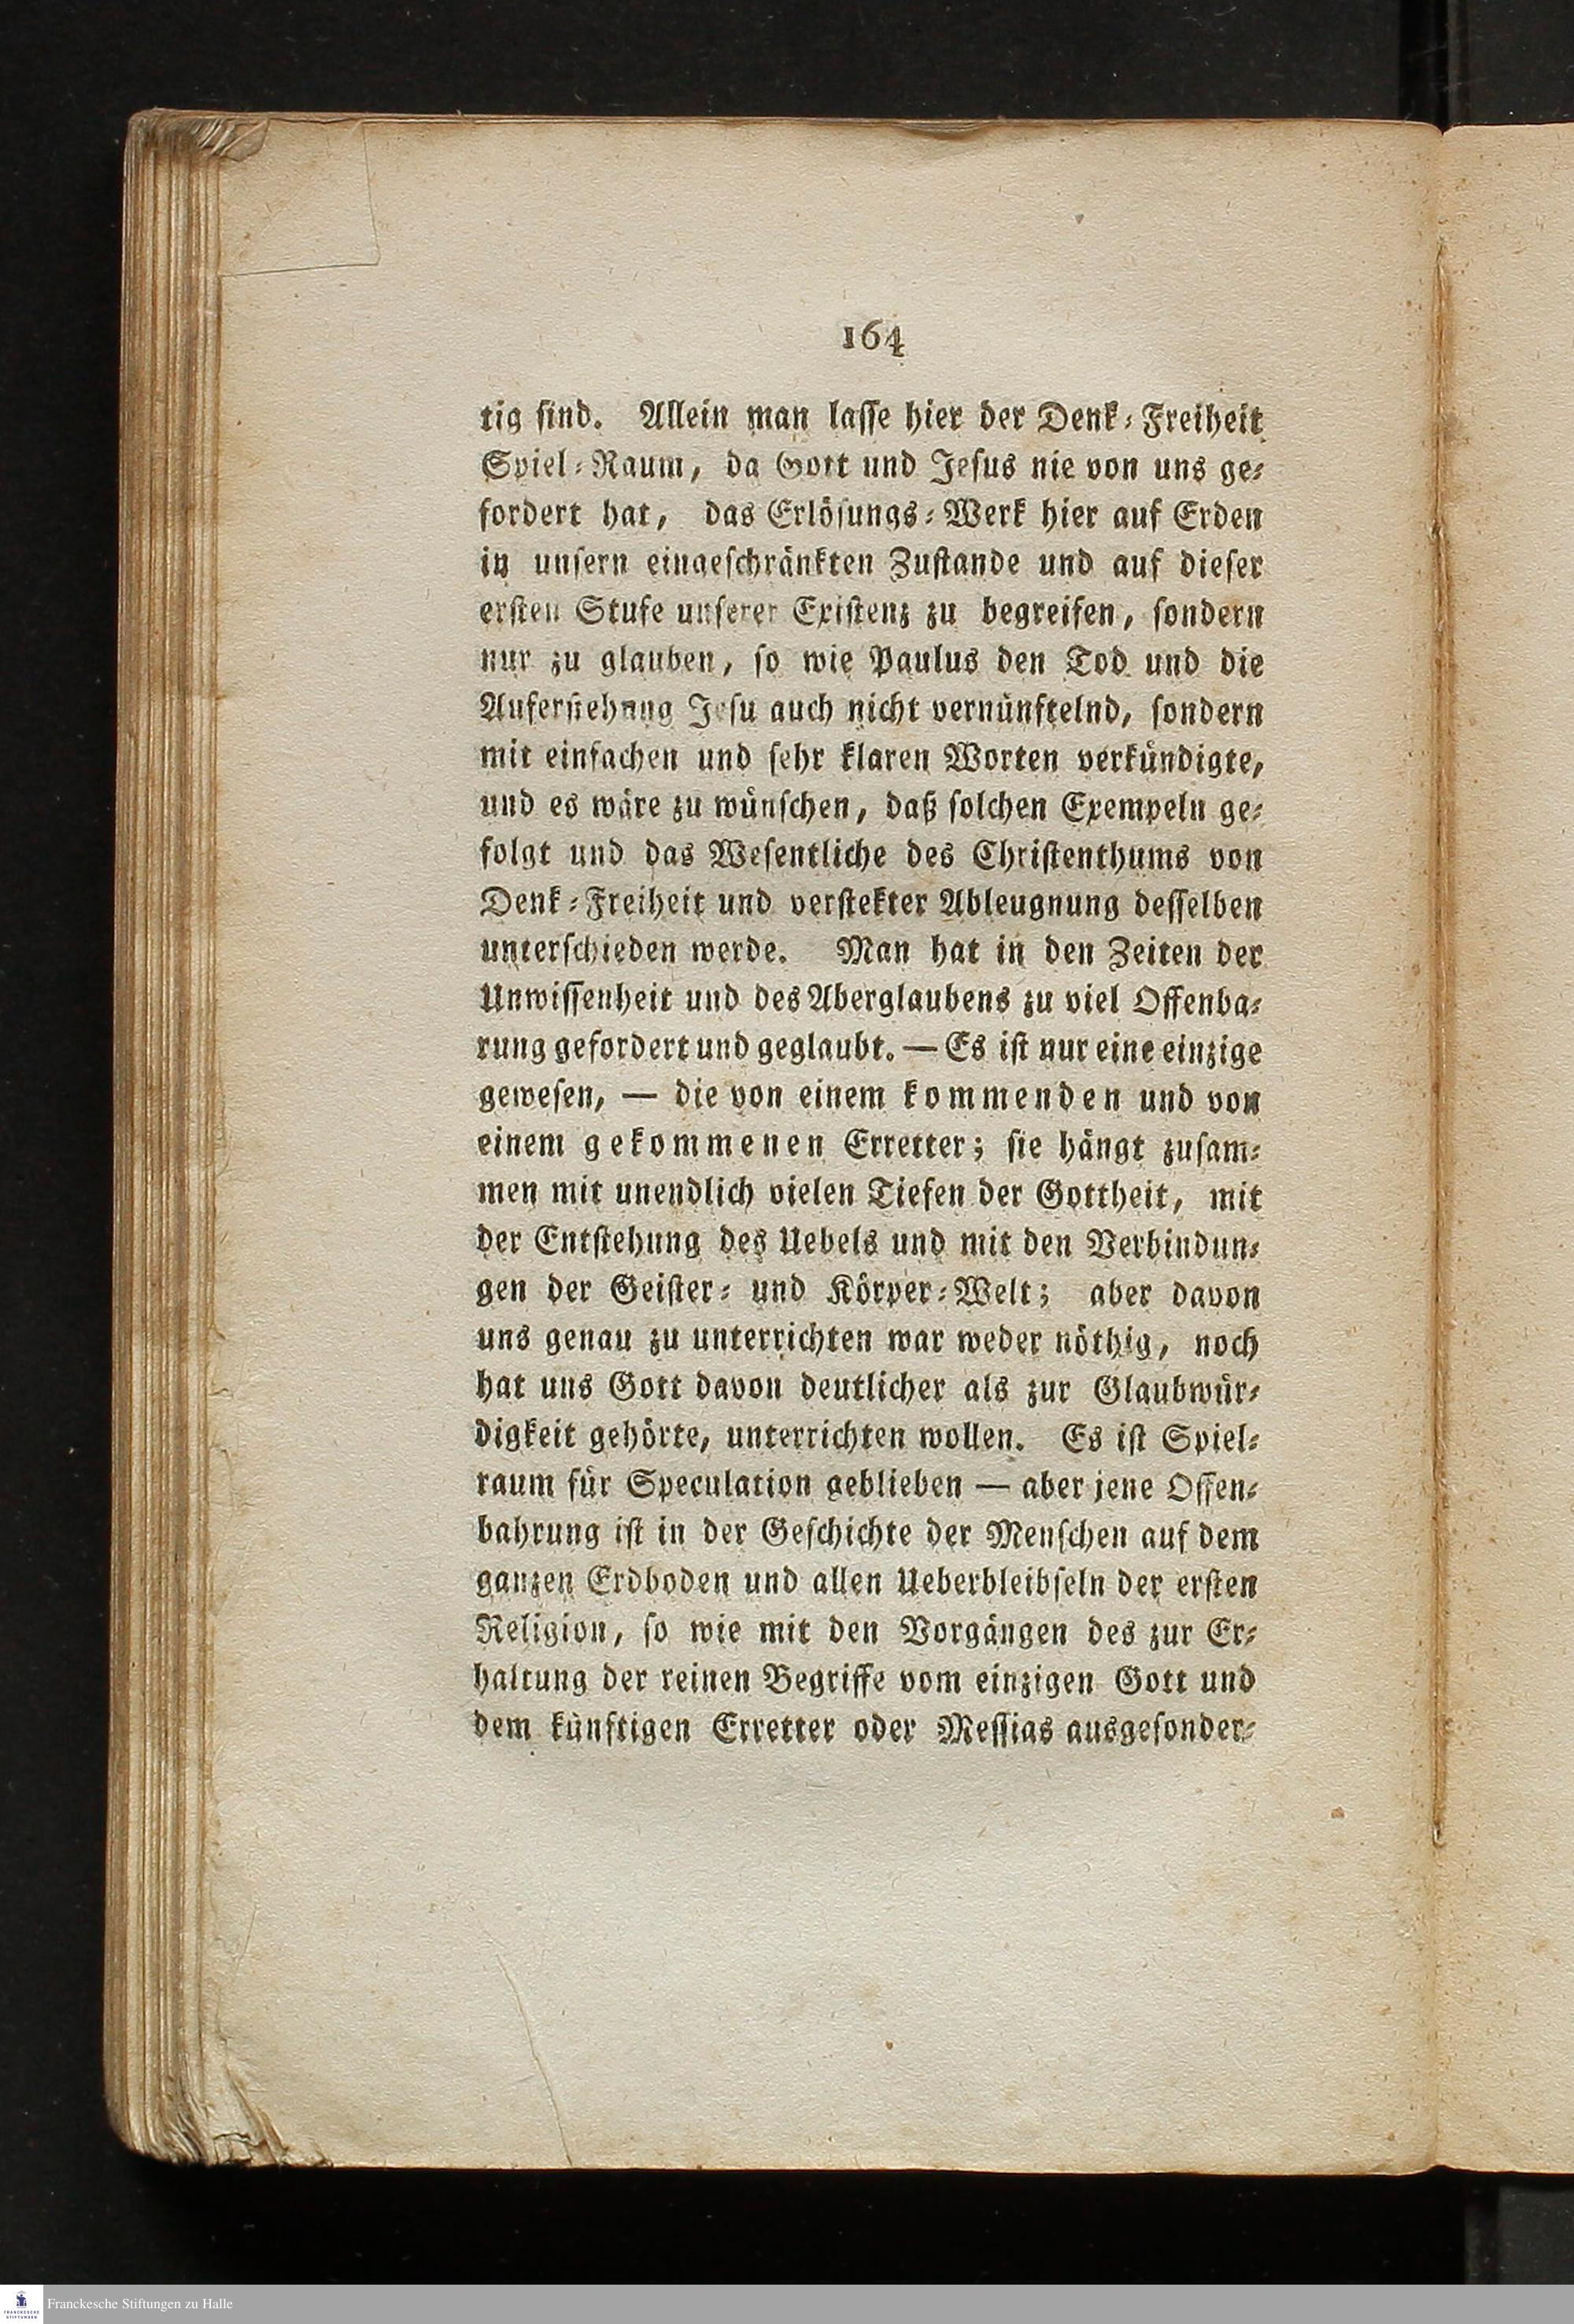 164
tig sind. Allein man lasse hier der Denk-Freiheit
Spiel-Raum, da Gott und Jesus nie von uns ge-
fordert hat, das Erlösungs-Werk hier auf Erden
in unsern eingeschränkten Zustande und auf dieser
ersten Stufe unserer Existenz zu begreifen, sondern
nur zu glauben, so wie Paulus den Tod und die
Auferstehung Jesu auch nicht vernünftelnd, sondern
mit einfachen und sehr klaren Worten verkündigte,
und es wäre zu wünschen, daß solchen Exempeln ge-
folgt und das Wesentliche des Christenthums von
Denk-Freiheit und verstekter Ableugnung desselben
unterschieden werde. Man hat in den Zeiten der
Unwissenheit und des Aberglaubens zu viel Offenba-
rung gefordert und geglaubt. — Es ist nur eine einzige
gewesen, — die von einem kommenden und von
einem gekommenen Erretter; sie hängt zusam-
men mit unendlich vielen Tiefen der Gottheit, mit
der Entstehung des Uebels und mit den Verbindun-
gen der Geister- und Körper-Welt; aber davon
uns genau zu unterrichten war weder nöthig, noch
hat uns Gott davon deutlicher als zur Glaubwür-
digkeit gehörte, unterrichten wollen. Es ist Spiel-
raum für Speculation geblieben — aber jene Offen-
bahrung ist in der Geschichte der Menschen auf dem
ganzen Erdboden und allen Ueberbleibseln der ersten
Religion, so wie mit den Vorgängen des zur Er-
haltung der reinen Begriffe vom einzigen Gott und
dem künftigen Erretter oder Messias ausgesonder-
FRANCKESCHE
STIFTUNGEN
Franckesche Stiftungen zu Halle